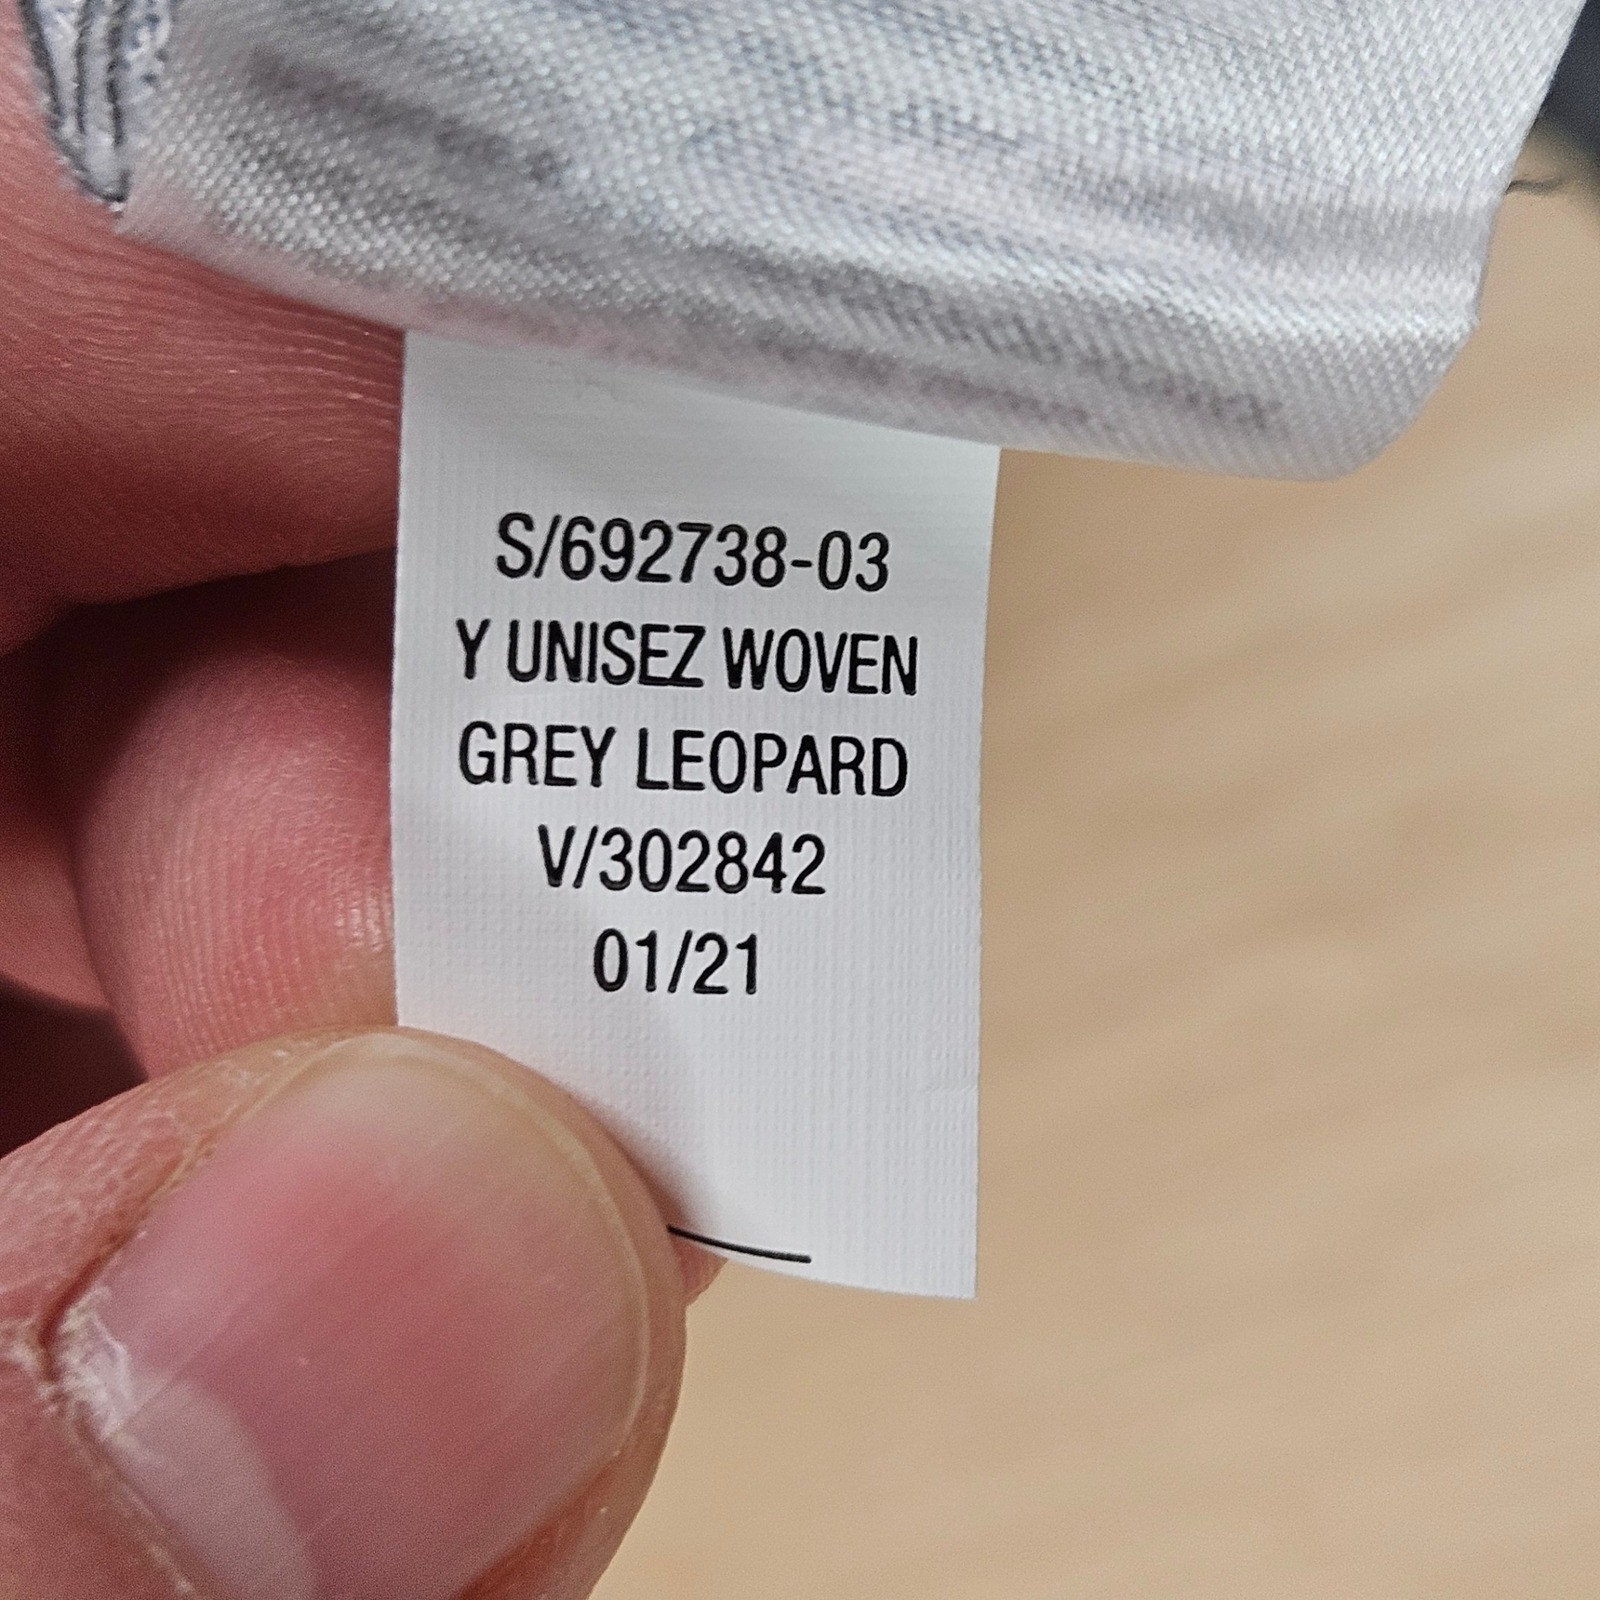 S/692738-03
Y UNISEZ WOVEN
GREY LEOPARD
V/302842
01/21